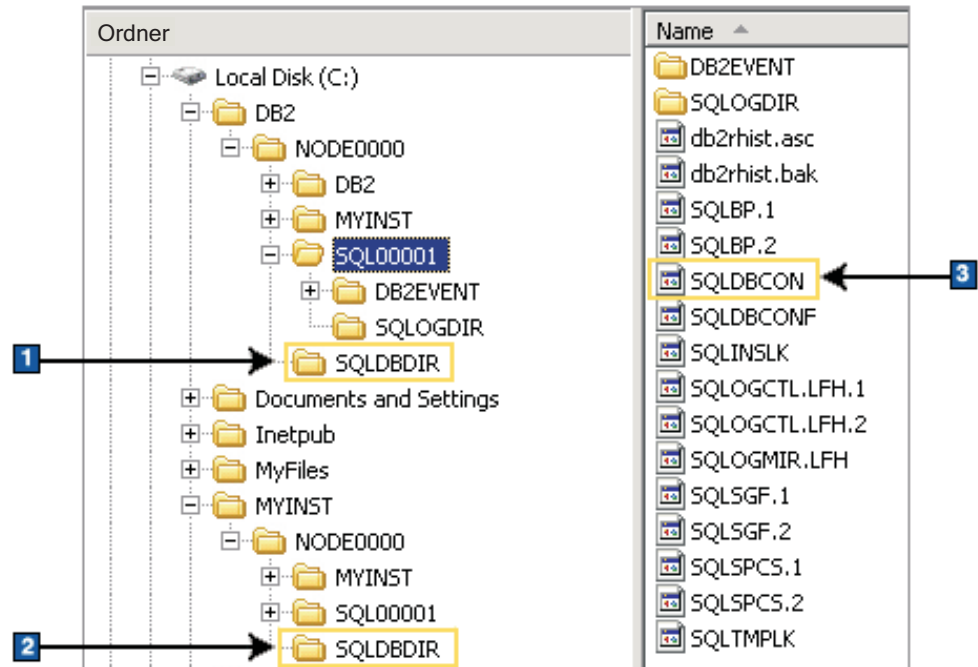 Ordner
Local Disk (C:)
DB2
NODE0000
DB2
MYINST
SQL00001
DB2EVENT
SQLOGDIR
1
SQLDBDIR
Documents and Settings
Inetpub
MyFiles
MYINST
NODE0000
MYINST
SQL00001
2
SQLDBDIR
Name
DB2EVENT
SQLOGDIR
db2rhist.asc
db2rhist.bak
SQLBP.1
SQLBP.2
SQLDBCON
3
SQLDBCONF
SQLINSLK
SQLOGCTL.LFH.1
SQLOGCTL.LFH.2
SQLOGMIR.LFH
SQLSGF.1
SQLSGF.2
SQLSPCS.1
SQLSPCS.2
SQLTMPLK